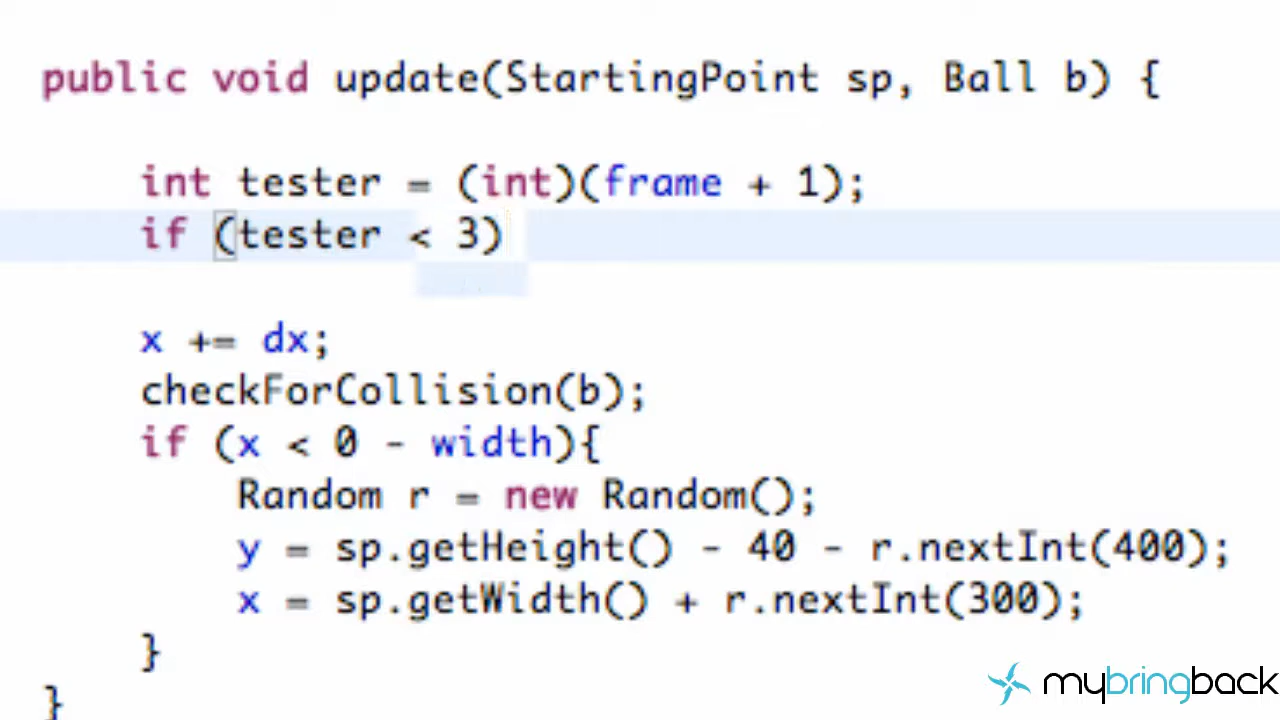 public void update(StartingPoint sp, Ball b) {
int tester = (int)(frame + 1);
if (tester < 3)
x += dx;
checkForCollision(b);
if (x < 0 - width){
Random r = new Random();
y = sp.getHeight() - 40 - r.nextInt(400);
x = sp.getWidth() + r.nextInt(300);
}
}
mybringback